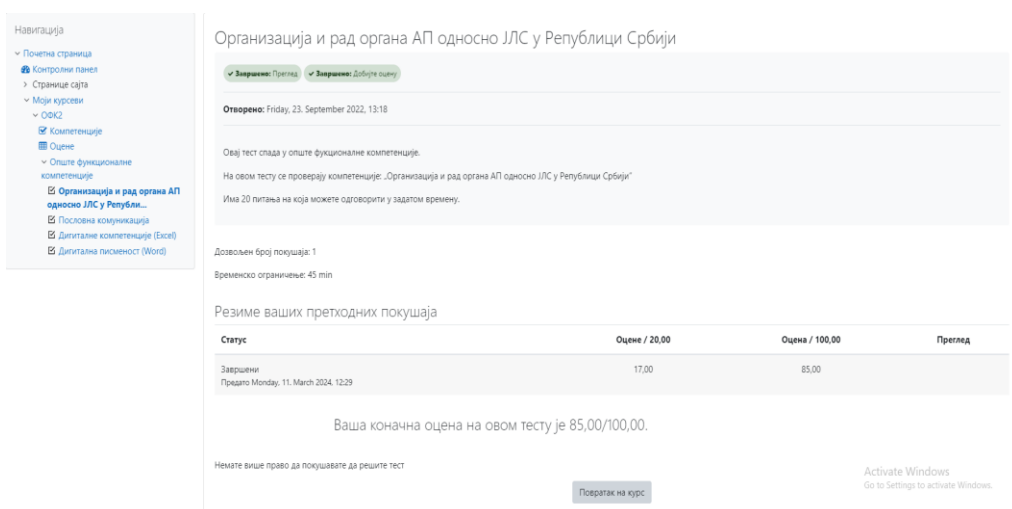 Навигација
Почетна страница
Контролни панел
Странице сајта
Моји курсеви
ОФК2
Компетенције
Оцене
Опште функционалне
компетенције
Организација и рад органа АП
односно ЈЛС у Републи...
Пословна комуникација
Дигиталне компетенције (Excel)
Дигитална писменост (Word)
Организација и рад органа АП односно ЈЛС у Републици Србији
Завршено: Преглед Завршено: Добијте оцену
Отворено: Friday, 23. September 2022, 13:18
Овај тест спада у опште фукционалне компетенције.
На овом тесту се проверају компетенције: „Организација и рад органа АП односно ЈЛС у Републици Србији"
Има 20 питања на која можете одговорити у задатом времену.
Дозвољен број покушаја: 1
Временско ограничење: 45 min
Резиме ваших претходних покушаја
Статус Оцене / 20,00 Оцена / 100,00 Преглед
Завршени 17,00 85,00
Предато Monday, 11. March 2024, 12:29
Ваша коначна оцена на овом тесту је 85,00/100,00.
Немате више право да покушавате да решите тест
Повратак на курс
Activate Windows
Go to Settings to activate Windows.